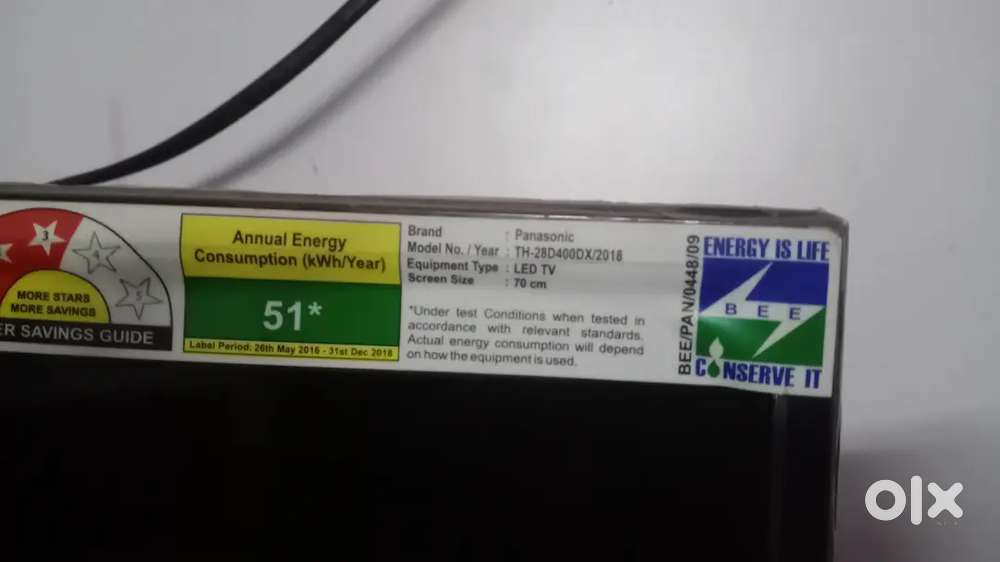 3
4
5
MORE STARS
MORE SAVINGS
ER SAVINGS GUIDE
Annual Energy
Consumption (kWh/Year)
51*
Label Period: 26th May 2016 - 31st Dec 2018
Brand : Panasonic
Model No. / Year : TH-28D400DX/2018
Equipment Type : LED TV
Screen Size : 70 cm
*Under test Conditions when tested in
accordance with relevant standards.
Actual energy consumption will depend
on how the equipment is used.
BEE/PAN/0448/09
ENERGY IS LIFE
BEE
CONSERVE IT
olx